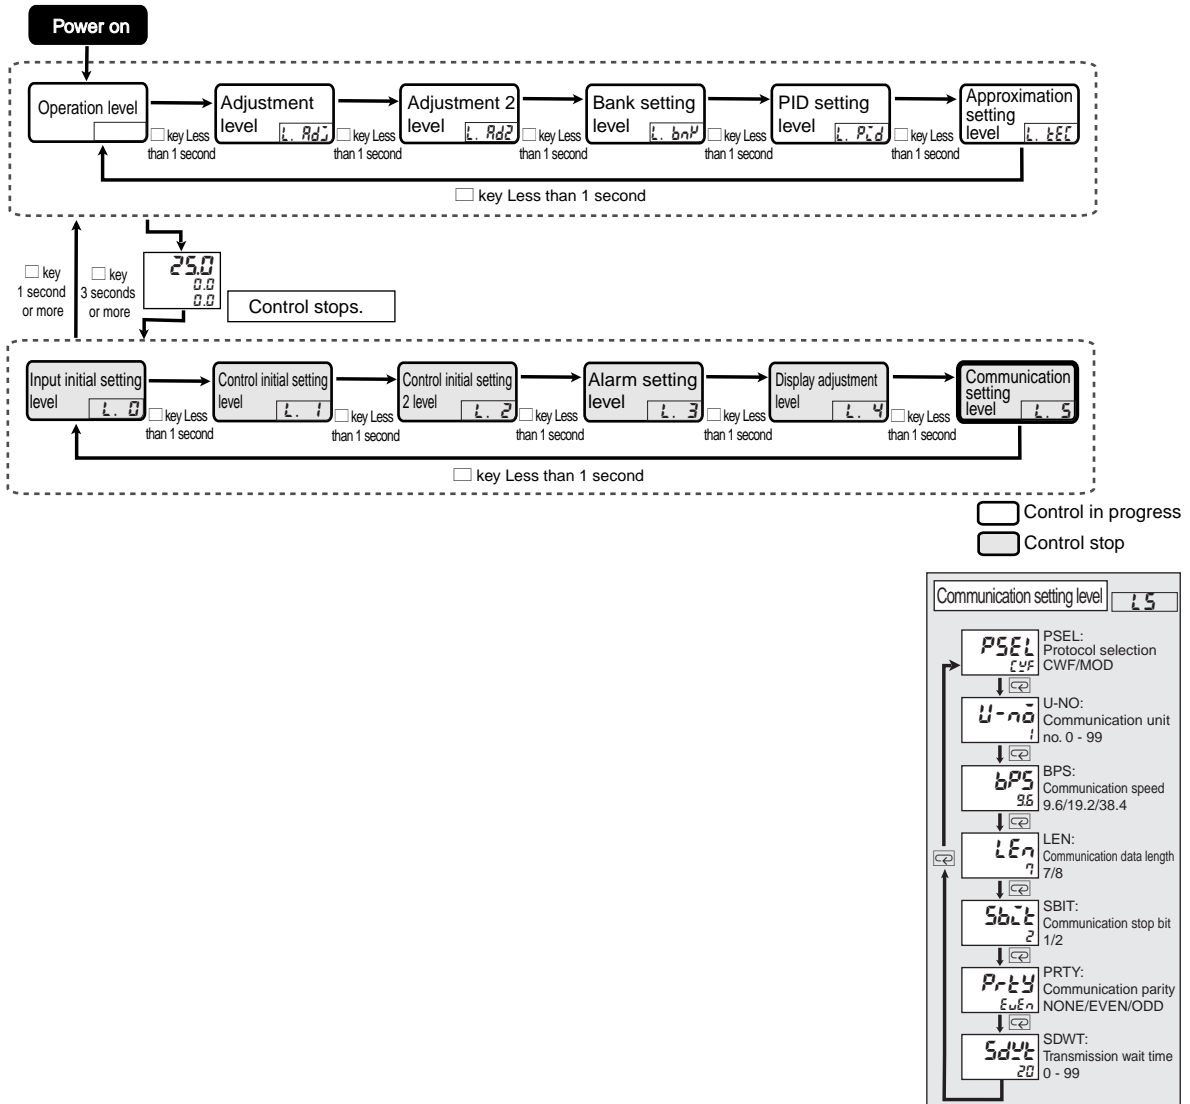 Power on
Operation level
Adjustment
level L. Adj
Adjustment 2
level L. Ad2
Bank setting
level L. bnk
PID setting
level L. Pid
Approximation
setting
level L. tEC
key Less
than 1 second
key Less
than 1 second
key Less
than 1 second
key Less
than 1 second
key Less
than 1 second
key Less than 1 second
key
1 second
or more
key
3 seconds
or more
25.0
0.0
0.0
Control stops.
Input initial setting
level L. 0
Control initial setting
level L. 1
Control initial setting
2 level L. 2
Alarm setting
level L. 3
Display adjustment
level L. 4
Communication
setting
level L. 5
key Less
than 1 second
key Less
than 1 second
key Less
than 1 second
key Less
than 1 second
key Less
than 1 second
key Less than 1 second
Control in progress
Control stop
Communication setting level L5
PSEL
CWF
PSEL:
Protocol selection
CWF/MOD
U-no
1
U-NO:
Communication unit
no. 0 - 99
bPS
9.6
BPS:
Communication speed
9.6/19.2/38.4
LEn
7
LEN:
Communication data length
7/8
Sbit
2
SBIT:
Communication stop bit
1/2
PrtY
EvEn
PRTY:
Communication parity
NONE/EVEN/ODD
Sdwt
20
SDWT:
Transmission wait time
0 - 99